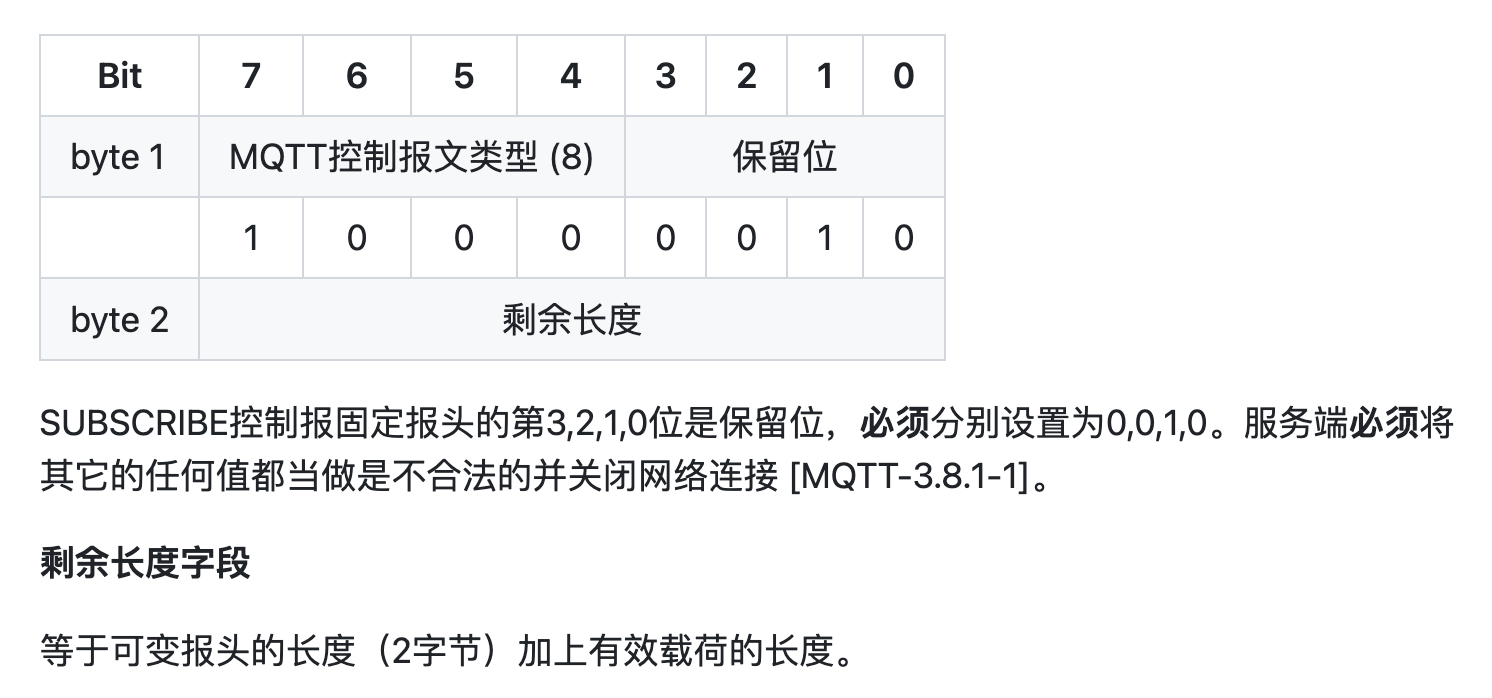 Bit 7 6 5 4 3 2 1 0
byte 1 MQTT控制报文类型 (8) 保留位
1 0 0 0 0 0 1 0
byte 2 剩余长度
SUBSCRIBE控制报固定报头的第3,2,1,0位是保留位，必须分别设置为0,0,1,0。服务端必须将
其它的任何值都当做是不合法的并关闭网络连接 [MQTT-3.8.1-1]。
剩余长度字段
等于可变报头的长度（2字节）加上有效载荷的长度。